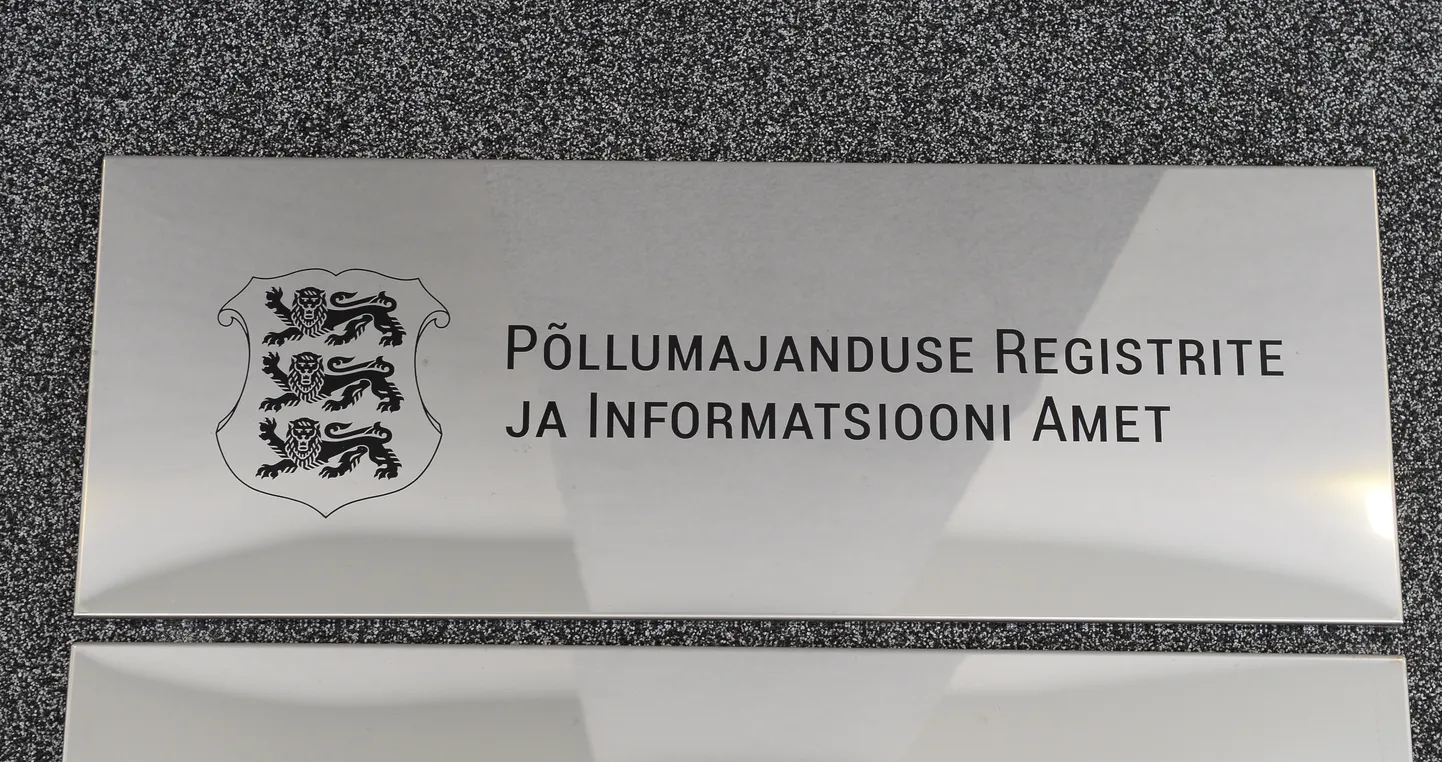 PÕLLUMAJANDUSE REGISTRITE
JA INFORMATSIOONI AMET